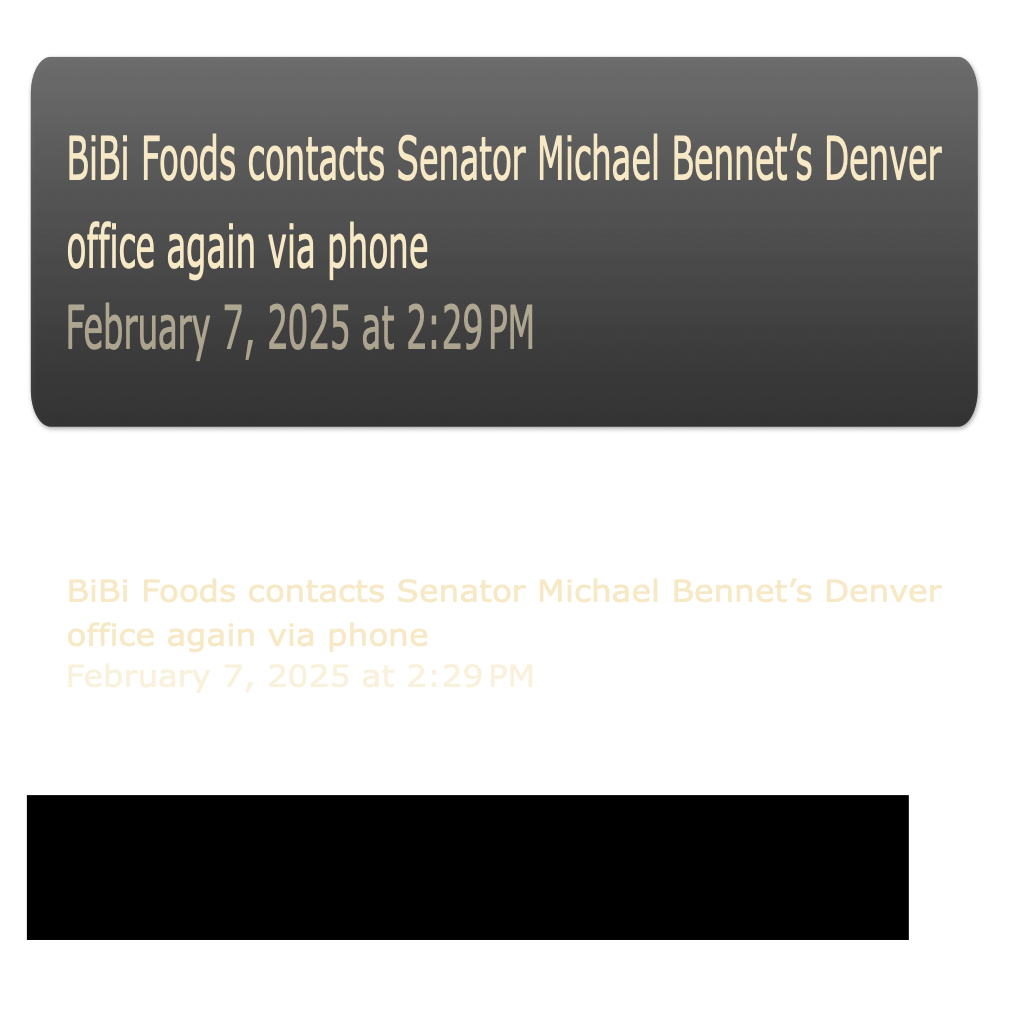 BiBi Foods contacts Senator Michael Bennet’s Denver
office again via phone
February 7, 2025 at 2:29 PM
BiBi Foods contacts Senator Michael Bennet’s Denver
office again via phone
February 7, 2025 at 2:29 PM